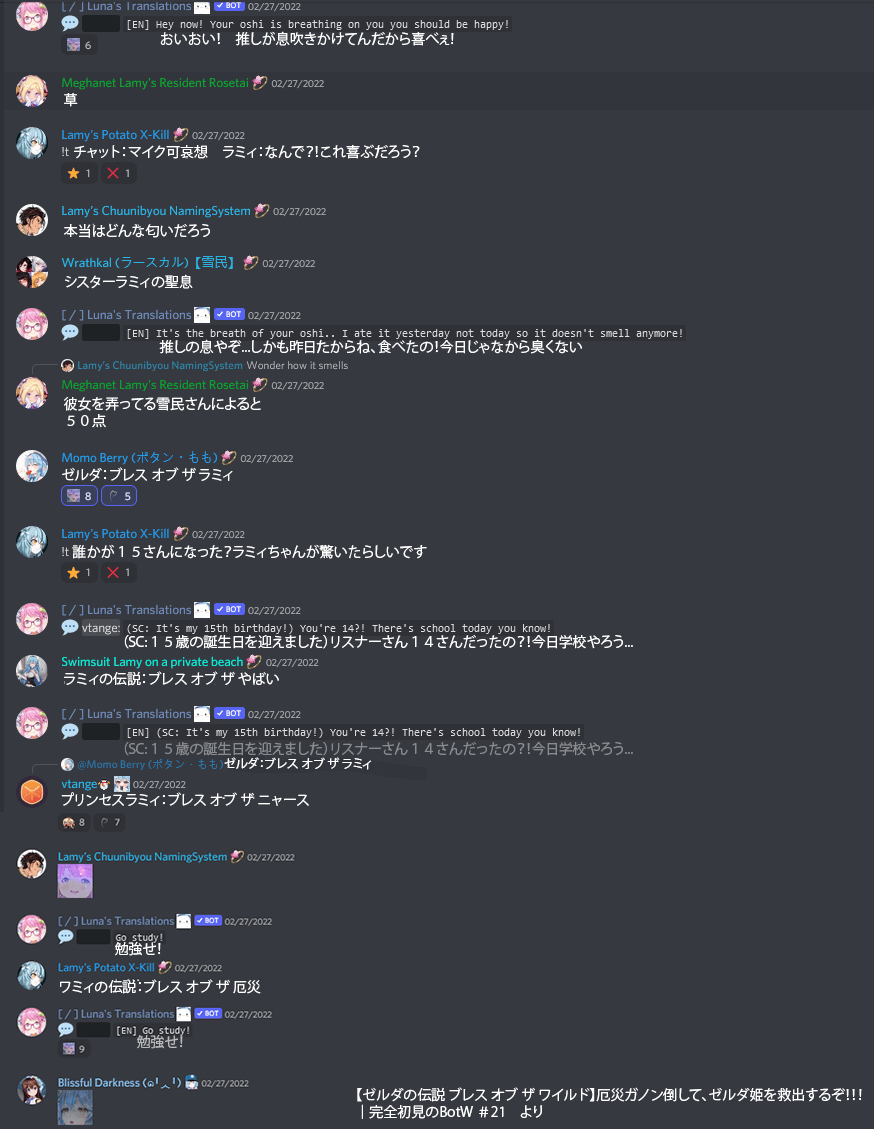 [ / ] Luna's Translations ✓ BOT 02/27/2022
[EN] Hey now! Your oshi is breathing on you you should be happy!
おいおい！　推しが息吹きかけてんだから喜べぇ！
6
Meghanet Lamy's Resident Rosetai 02/27/2022
草
Lamy's Potato X-Kill 02/27/2022
!t チャット：マイク可哀想　ラミィ：なんで？！これ喜ぶだろう？
1 1
Lamy's Chuunibyou NamingSystem 02/27/2022
本当はどんな匂いだろう
Wrathkal (ラースカル)【雪民】 02/27/2022
シスターラミィの聖息
[ / ] Luna's Translations ✓ BOT 02/27/2022
[EN] It's the breath of your oshi.. I ate it yesterday not today so it doesn't smell anymore!
推しの息やぞ...しかも昨日たからね、食べたの！今日じゃなから臭くない
Lamy's Chuunibyou NamingSystem Wonder how it smells
Meghanet Lamy's Resident Rosetai 02/27/2022
彼女を弄ってる雪民さんによると
５０点
Momo Berry (ボタン・もも) 02/27/2022
ゼルダ：ブレス オブ ザ ラミィ
8 5
Lamy's Potato X-Kill 02/27/2022
!t 誰かが１５さんになった？ラミィちゃんが驚いたらしいです
1 1
[ / ] Luna's Translations ✓ BOT 02/27/2022
vtange: (SC: It's my 15th birthday!) You're 14?! There's school today you know!
（SC：１５歳の誕生日を迎えました）リスナーさん１４さんだったの？！今日学校やろう...
Swimsuit Lamy on a private beach 02/27/2022
ラミィの伝説：ブレス オブ ザ やばい
[ / ] Luna's Translations ✓ BOT 02/27/2022
[EN] (SC: It's my 15th birthday!) You're 14?! There's school today you know!
（SC：１５歳の誕生日を迎えました）リスナーさん１４さんだったの？！今日学校やろう...
@Momo Berry (ボタン・もも) ゼルダ：ブレス オブ ザ ラミィ
vtange 02/27/2022
プリンセスラミィ：ブレス オブ ザ ニャース
8 7
Lamy's Chuunibyou NamingSystem 02/27/2022
[ / ] Luna's Translations ✓ BOT 02/27/2022
Go study!
勉強せ！
Lamy's Potato X-Kill 02/27/2022
ワミィの伝説：ブレス オブ ザ 厄災
[ / ] Luna's Translations ✓ BOT 02/27/2022
[EN] Go study!
勉強せ！
9
Blissful Darkness (๑╹︿╹) 02/27/2022
【ゼルダの伝説 ブレス オブ ザ ワイルド】厄災ガノン倒して、ゼルダ姫を救出するぞ！！！
｜完全初見のBotW ＃21　より